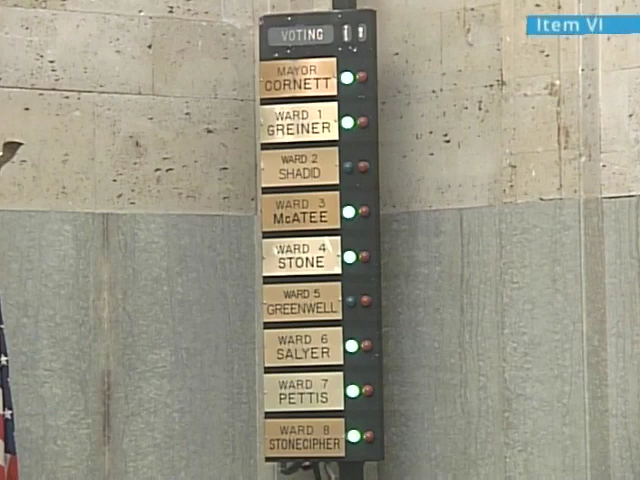 Item VI
VOTING
MAYOR
CORNETT
WARD 1
GREINER
WARD 2
SHADID
WARD 3
McATEE
WARD 4
STONE
WARD 5
GREENWELL
WARD 6
SALYER
WARD 7
PETTIS
WARD 8
STONECIPHER